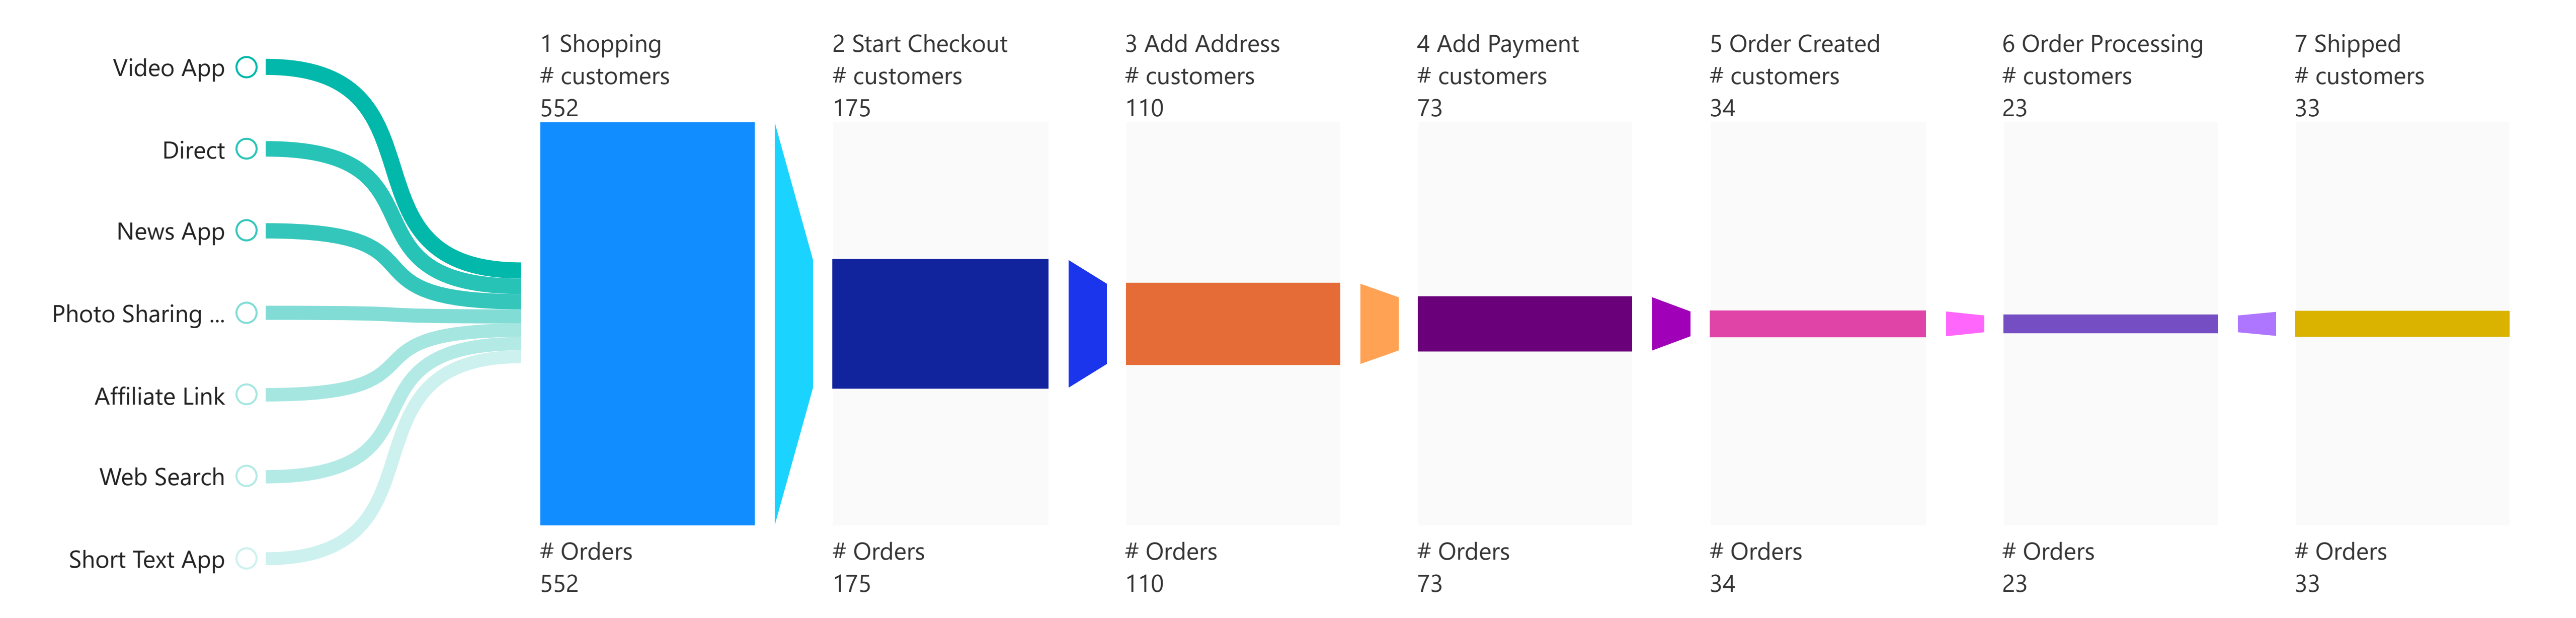 Video App
Direct
News App
Photo Sharing ...
Affiliate Link
Web Search
Short Text App
1 Shopping
# customers
552
# Orders
552
2 Start Checkout
# customers
175
# Orders
175
3 Add Address
# customers
110
# Orders
110
4 Add Payment
# customers
73
# Orders
73
5 Order Created
# customers
34
# Orders
34
6 Order Processing
# customers
23
# Orders
23
7 Shipped
# customers
33
# Orders
33